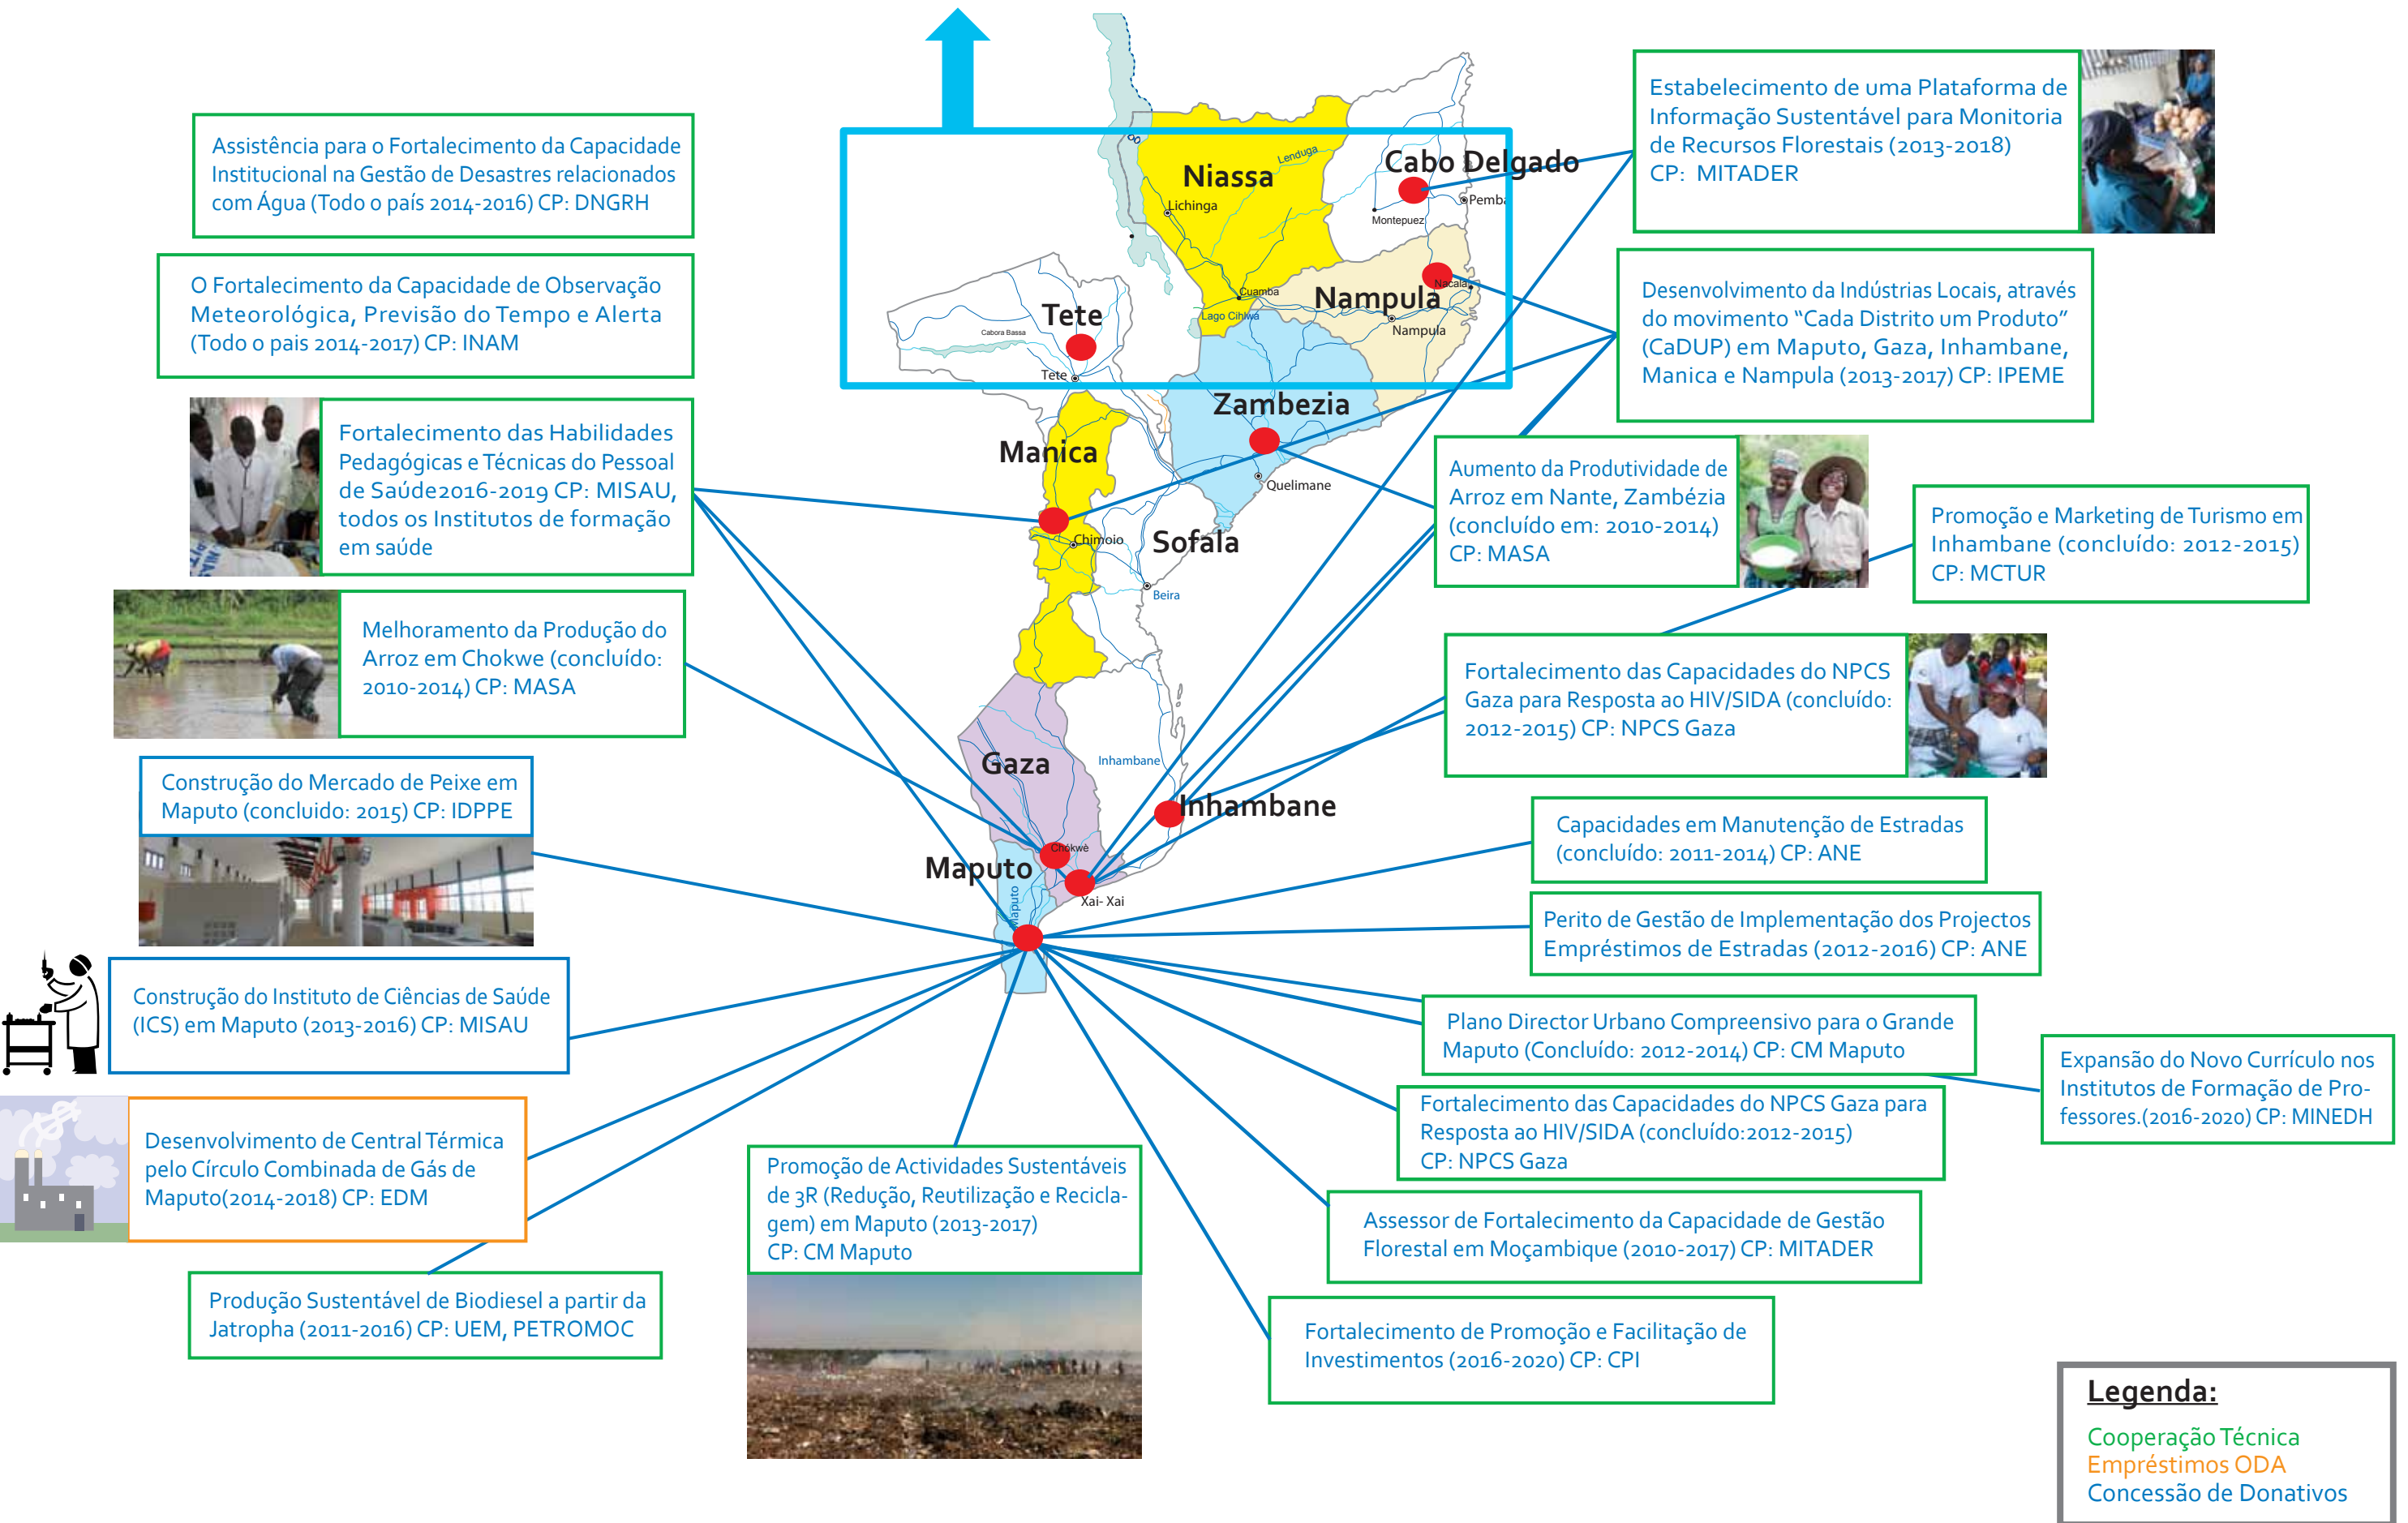 Assistência para o Fortalecimento da Capacidade
Institucional na Gestão de Desastres relacionados
com Água (Todo o país 2014-2016) CP: DNGRH
O Fortalecimento da Capacidade de Observação
Meteorológica, Previsão do Tempo e Alerta
(Todo o pais 2014-2017) CP: INAM
Fortalecimento das Habilidades
Pedagógicas e Técnicas do Pessoal
de Saúde2016-2019 CP: MISAU,
todos os Institutos de formação
em saúde
Melhoramento da Produção do
Arroz em Chokwe (concluído:
2010-2014) CP: MASA
Construção do Mercado de Peixe em
Maputo (concluido: 2015) CP: IDPPE
Construção do Instituto de Ciências de Saúde
(ICS) em Maputo (2013-2016) CP: MISAU
Desenvolvimento de Central Térmica
pelo Círculo Combinada de Gás de
Maputo(2014-2018) CP: EDM
Produção Sustentável de Biodiesel a partir da
Jatropha (2011-2016) CP: UEM, PETROMOC
Promoção de Actividades Sustentáveis
de 3R (Redução, Reutilização e Recicla-
gem) em Maputo (2013-2017)
CP: CM Maputo
Niassa
Lenduga
Lichinga
Cabo Delgado
Pemba
Montepuez
Cuamba
Lago Cihlwa
Nampula
Nacala
Nampula
Tete
Cabora Bassa
Tete
Zambezia
Quelimane
Manica
Chimoio
Sofala
Beira
Gaza
Inhambane
Inhambane
Chókwè
Maputo
Maputo
Xai- Xai
Estabelecimento de uma Plataforma de
Informação Sustentável para Monitoria
de Recursos Florestais (2013-2018)
CP: MITADER
Desenvolvimento da Indústrias Locais, através
do movimento “Cada Distrito um Produto”
(CaDUP) em Maputo, Gaza, Inhambane,
Manica e Nampula (2013-2017) CP: IPEME
Aumento da Produtividade de
Arroz em Nante, Zambézia
(concluído em: 2010-2014)
CP: MASA
Promoção e Marketing de Turismo em
Inhambane (concluído: 2012-2015)
CP: MCTUR
Fortalecimento das Capacidades do NPCS
Gaza para Resposta ao HIV/SIDA (concluído:
2012-2015) CP: NPCS Gaza
Capacidades em Manutenção de Estradas
(concluído: 2011-2014) CP: ANE
Perito de Gestão de Implementação dos Projectos
Empréstimos de Estradas (2012-2016) CP: ANE
Plano Director Urbano Compreensivo para o Grande
Maputo (Concluído: 2012-2014) CP: CM Maputo
Expansão do Novo Currículo nos
Institutos de Formação de Pro-
fessores.(2016-2020) CP: MINEDH
Fortalecimento das Capacidades do NPCS Gaza para
Resposta ao HIV/SIDA (concluído:2012-2015)
CP: NPCS Gaza
Assessor de Fortalecimento da Capacidade de Gestão
Florestal em Moçambique (2010-2017) CP: MITADER
Fortalecimento de Promoção e Facilitação de
Investimentos (2016-2020) CP: CPI
Legenda:
Cooperação Técnica
Empréstimos ODA
Concessão de Donativos